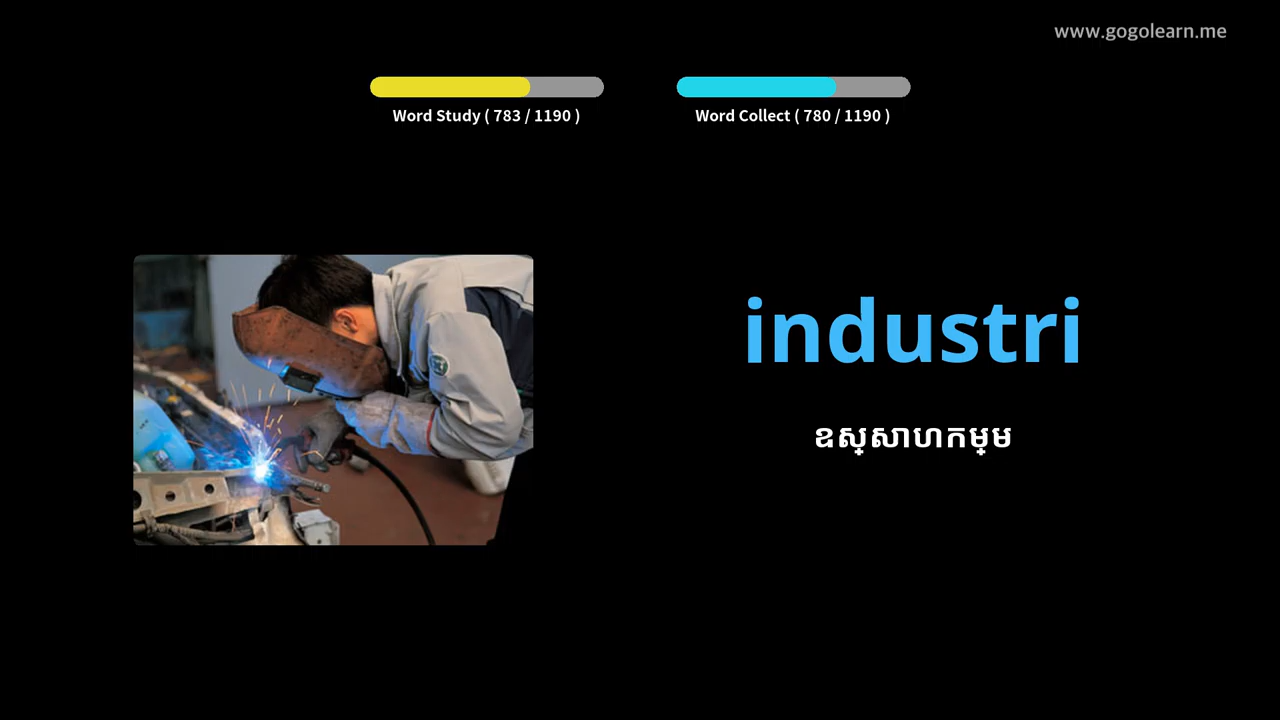 www.gogolearn.me
Word Study ( 783 / 1190 )
Word Collect ( 780 / 1190 )
industri
ឧស្សាហកម្ម